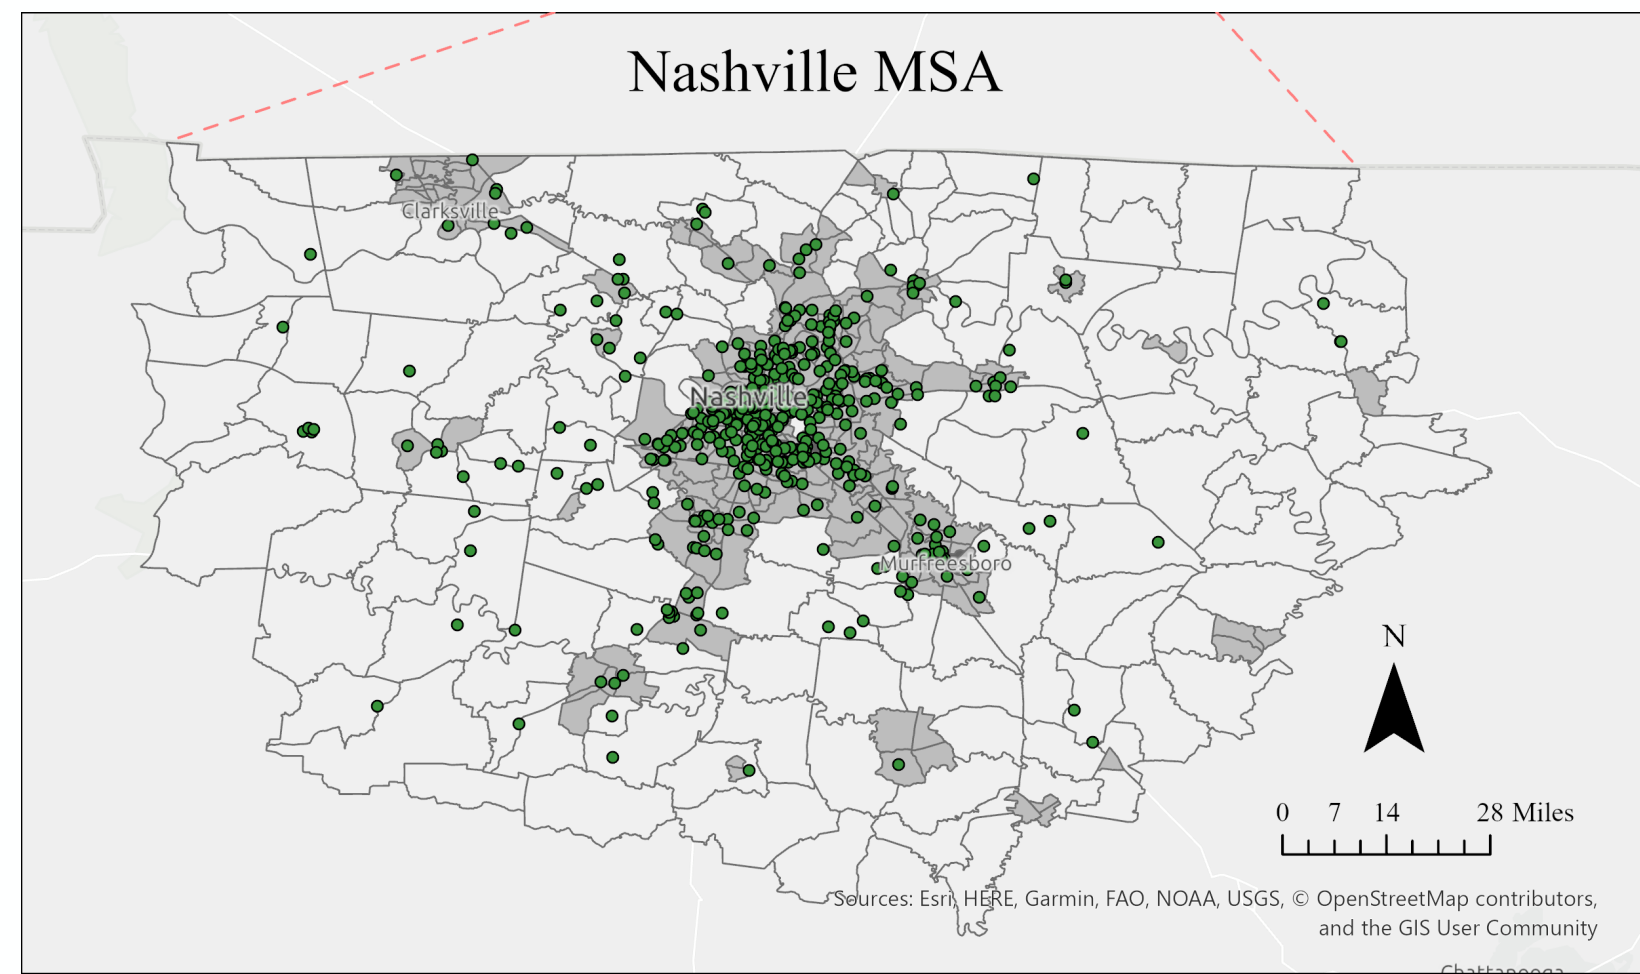 Nashville MSA
Clarksville
Nashville
Murfreesboro
N
0 7 14 28 Miles
Sources: Esri, HERE, Garmin, FAO, NOAA, USGS, © OpenStreetMap contributors,
and the GIS User Community
Chattanooga